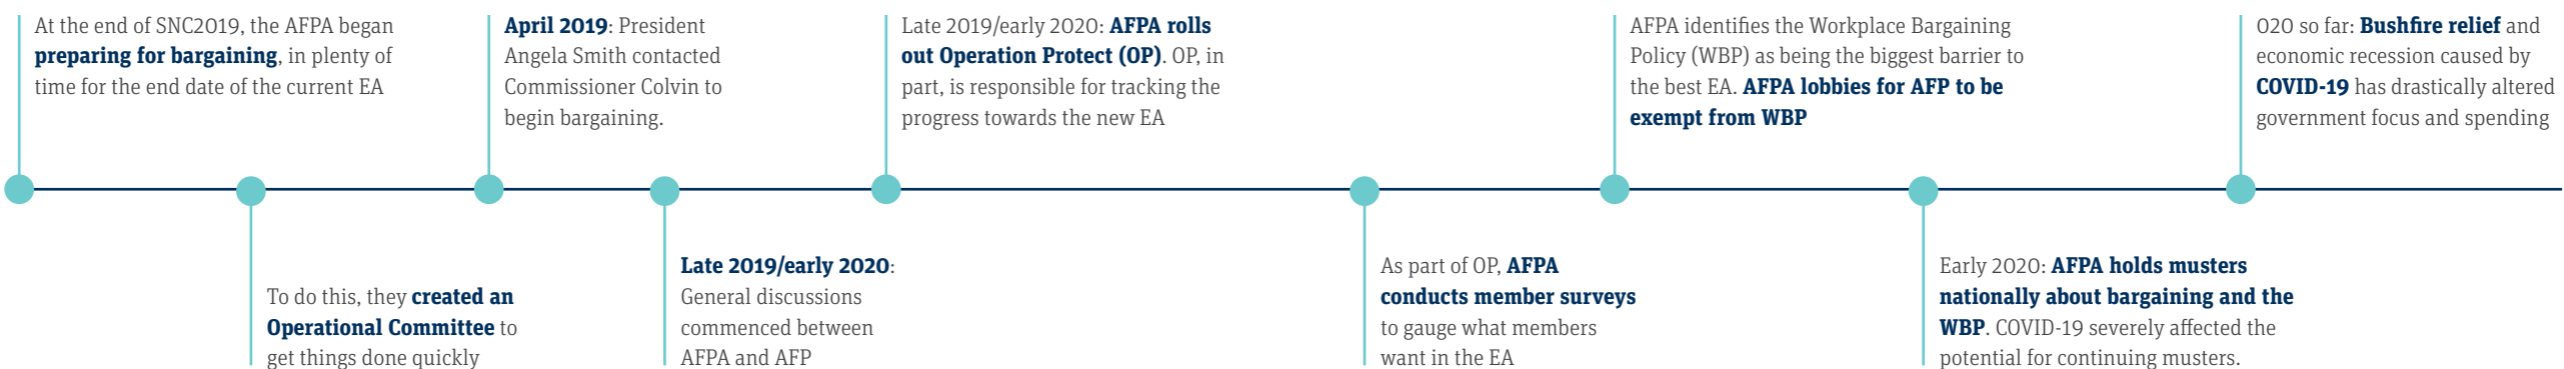 At the end of SNC2019, the AFPA began
preparing for bargaining, in plenty of
time for the end date of the current EA
To do this, they created an
Operational Committee to
get things done quickly
April 2019: President
Angela Smith contacted
Commissioner Colvin to
begin bargaining.
Late 2019/early 2020:
General discussions
commenced between
AFPA and AFP
Late 2019/early 2020: AFPA rolls
out Operation Protect (OP). OP, in
part, is responsible for tracking the
progress towards the new EA
As part of OP, AFPA
conducts member surveys
to gauge what members
want in the EA
AFPA identifies the Workplace Bargaining
Policy (WBP) as being the biggest barrier to
the best EA. AFPA lobbies for AFP to be
exempt from WBP
Early 2020: AFPA holds musters
nationally about bargaining and the
WBP. COVID-19 severely affected the
potential for continuing musters.
020 so far: Bushfire relief and
economic recession caused by
COVID-19 has drastically altered
government focus and spending